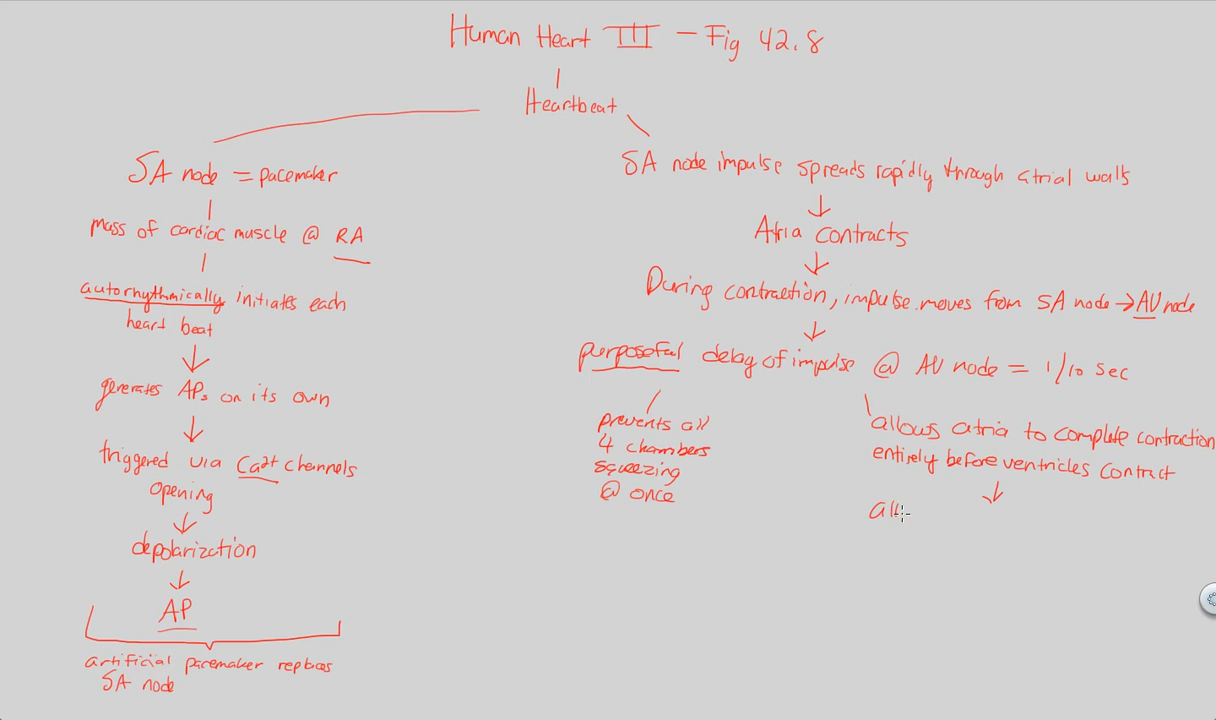 Human Heart III - Fig 42.8
Heartbeat
SA node = pacemaker
mass of cardiac muscle @ RA
autorhythmically initiates each
heart beat
generates APs on its own
triggered via Ca2+ channels
opening
depolarization
AP
artificial pacemaker replaces
SA node
SA node impulse spreads rapidly through atrial walls
Atria contracts
During contraction, impulse moves from SA node → AV node
purposeful delay of impulse @ AV node = 1/10 sec
prevents all
4 chambers
squeezing
@ once
allows atria to complete contraction
entirely before ventricles contract
all